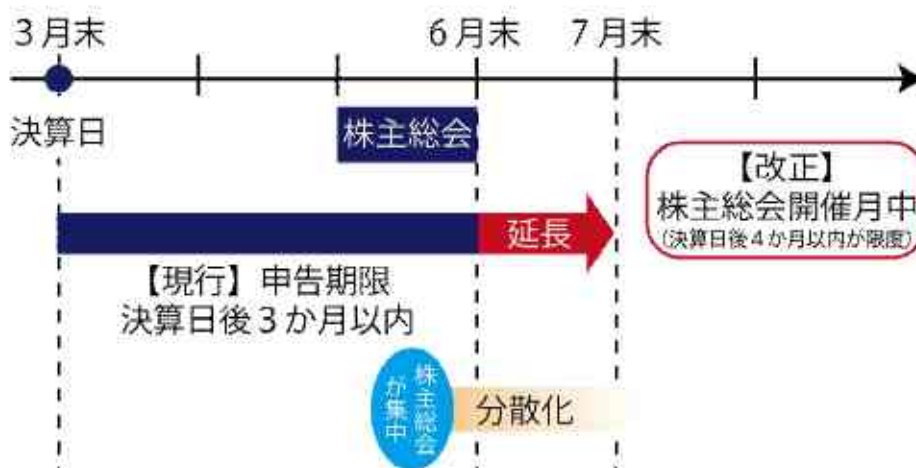 3月末
6月末
7月末
決算日
株主総会
【改正】
株主総会開催月中
(決算日後4か月以内が限度)
延長
【現行】申告期限
決算日後3か月以内
株主総会
が集中
分散化